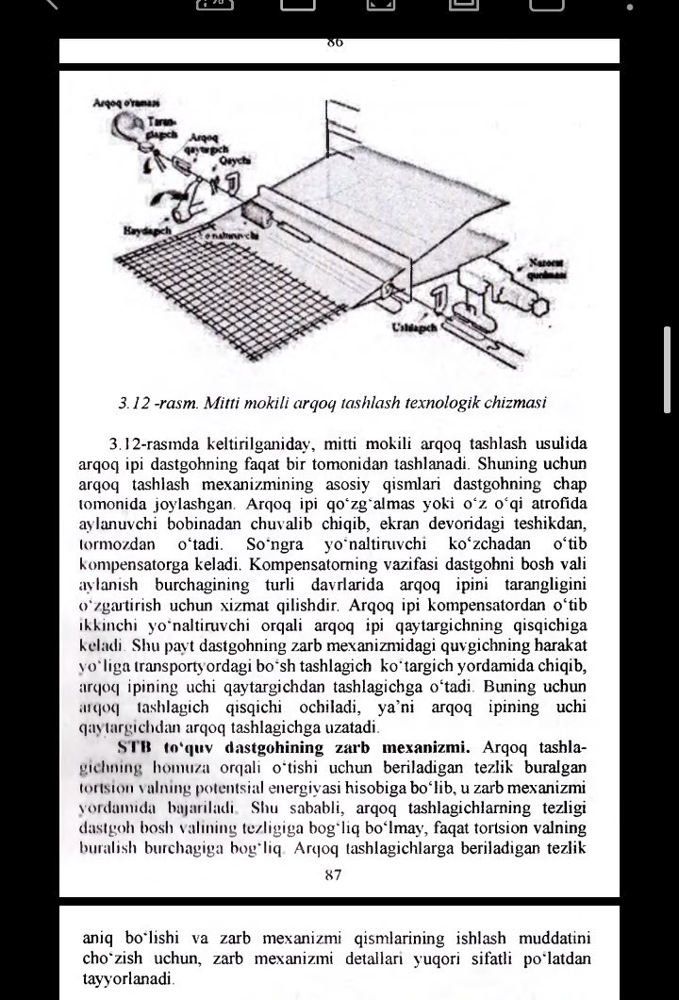 86
Arqoq o'ramasi
Taran-
glagich
Arqoq
qaytargich
Qaychi
Haydagich
Nazorat
qurilmasi
Ushlagich
3.12 -rasm. Mitti mokili arqoq tashlash texnologik chizmasi
3.12-rasmda keltirilganiday, mitti mokili arqoq tashlash usulida
arqoq ipi dastgohning faqat bir tomonidan tashlanadi. Shuning uchun
arqoq tashlash mexanizmining asosiy qismlari dastgohning chap
tomonida joylashgan. Arqoq ipi qo‘zg‘almas yoki o‘z o‘qi atrofida
aylanuvchi bobinadan chuvalib chiqib, ekran devoridagi teshikdan,
tormozdan o‘tadi. So‘ngra yo‘naltiruvchi ko‘zchadan o‘tib
kompensatorga keladi. Kompensatorning vazifasi dastgohni bosh vali
aylanish burchagining turli davrlarida arqoq ipini tarangligini
o‘zgartirish uchun xizmat qilishdir. Arqoq ipi kompensatordan o‘tib
ikkinchi yo‘naltiruvchi orqali arqoq ipi qaytargichning qisqichiga
keladi. Shu payt dastgohning zarb mexanizmidagi quvgichning harakat
yo‘liga transportyordagi bo‘sh tashlagich ko‘targich yordamida chiqib,
arqoq ipining uchi qaytargichdan tashlagichga o‘tadi. Buning uchun
arqoq tashlagich qisqichi ochiladi, ya’ni arqoq ipining uchi
qaytargichdan arqoq tashlagichga uzatadi.
STB to‘quv dastgohining zarb mexanizmi. Arqoq tashla-
gichning homuza orqali o‘tishi uchun beriladigan tezlik buralgan
tortsion valning potentsial energiyasi hisobiga bo‘lib, u zarb mexanizmi
yordamida bajariladi. Shu sababli, arqoq tashlagichlarning tezligi
dastgoh bosh valining tezligiga bog‘liq bo‘lmay, faqat tortsion valning
buralish burchagiga bog‘liq. Arqoq tashlagichlarga beriladigan tezlik
87
aniq bo‘lishi va zarb mexanizmi qismlarining ishlash muddatini
cho‘zish uchun, zarb mexanizmi detallari yuqori sifatli po‘latdan
tayyorlanadi.